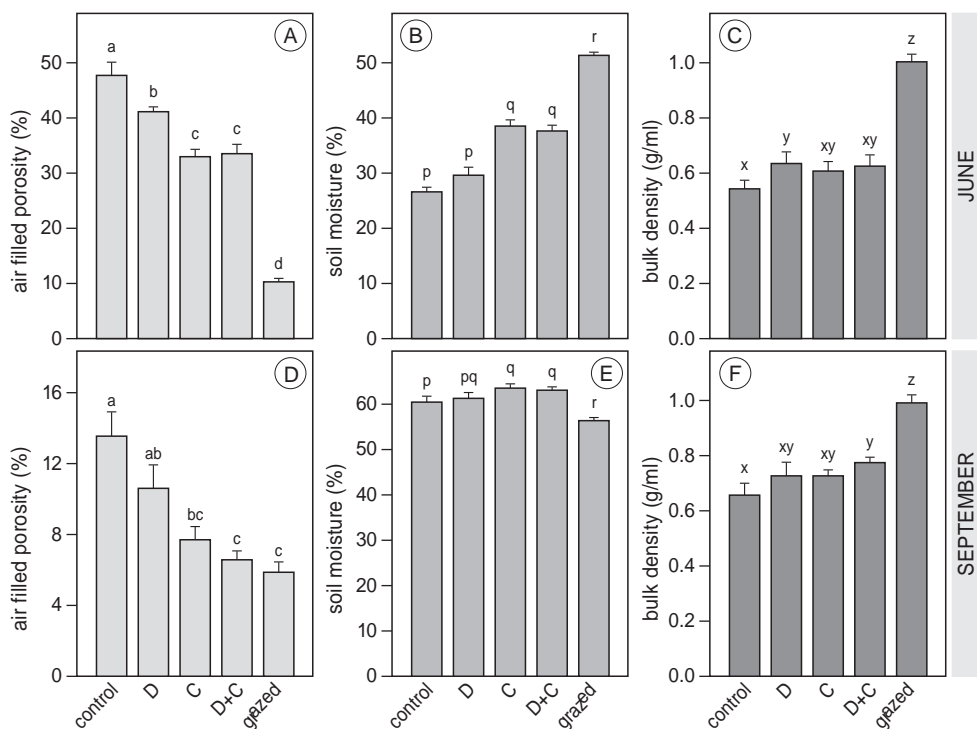 A
air filled porosity (%)
50
40
30
20
10
0
a
b
c
c
d
B
soil moisture (%)
50
40
30
20
10
0
p
p
q
q
r
C
bulk density (g/ml)
1.0
0.8
0.6
0.4
0.2
0.0
x
y
xy
xy
z
JUNE
D
air filled porosity (%)
16
12
8
4
0
a
ab
bc
c
c
control
D
C
D+C
grazed
E
soil moisture (%)
60
50
40
30
20
10
0
p
pq
q
q
r
control
D
C
D+C
grazed
F
bulk density (g/ml)
1.0
0.8
0.6
0.4
0.2
0.0
x
xy
xy
y
z
control
D
C
D+C
grazed
SEPTEMBER